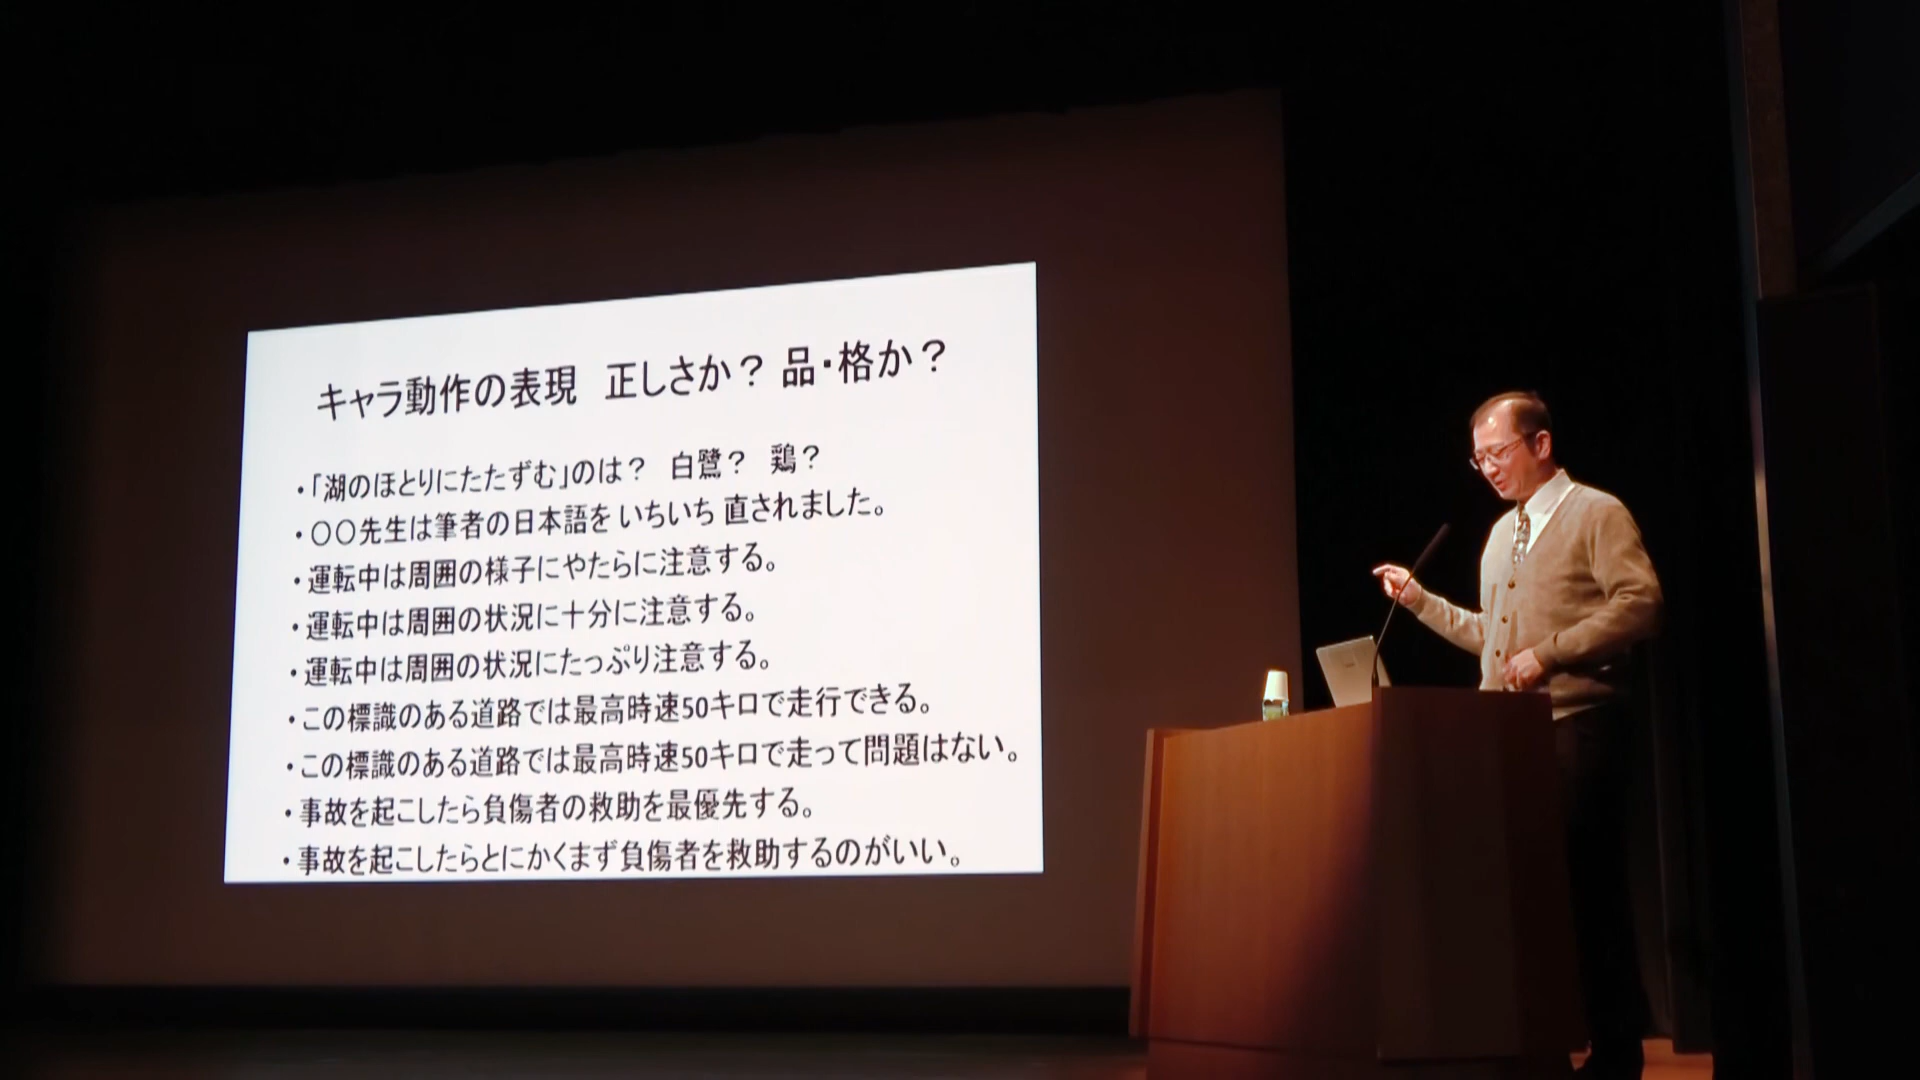 キャラ動作の表現　正しさか？ 品・格か？
・「湖のほとりにたたずむ」のは？　白鷺？　鶏？
・〇〇先生は筆者の日本語を いちいち 直されました。
・運転中は周囲の様子にやたらに注意する。
・運転中は周囲の状況に十分に注意する。
・運転中は周囲の状況にたっぷり注意する。
・この標識のある道路では最高時速50キロで走行できる。
・この標識のある道路では最高時速50キロで走って問題はない。
・事故を起こしたら負傷者の救助を最優先する。
・事故を起こしたらとにかくまず負傷者を救助するのがいい。